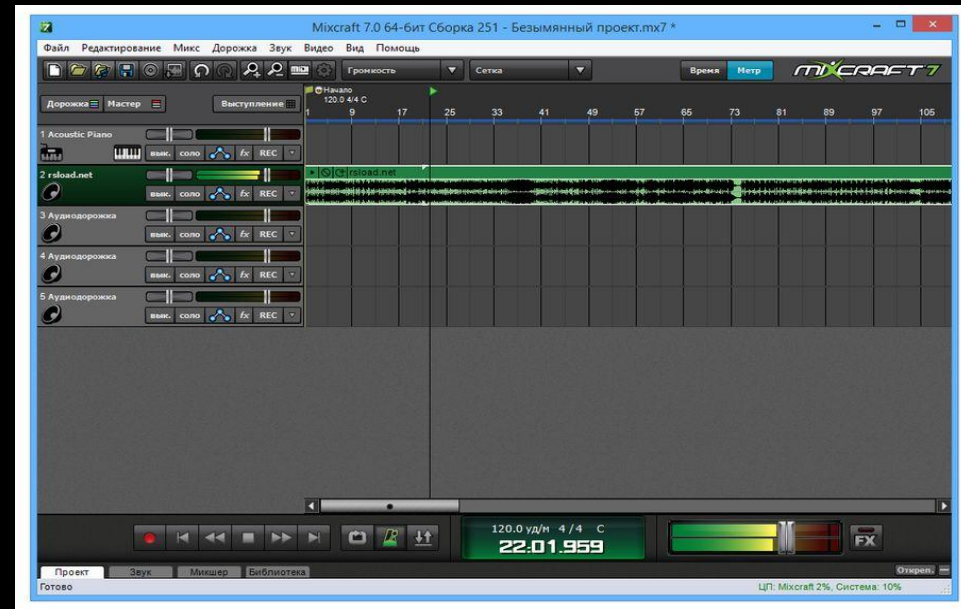 Mixcraft 7.0 64-бит Сборка 251 - Безымянный проект.mx7 *
Файл Редактирование Микс Дорожка Звук Видео Вид Помощь
Громкость Сетка Время Метр MIXCRAFT 7
Дорожка Мастер Выступление
Начало
120.0 4/4 C
1 9 17 25 33 41 49 57 65 73 81 89 97 105
1 Acoustic Piano
вык. соло fx REC
2 rsload.net rsload.net
вык. соло fx REC
3 Аудиодорожка
вык. соло fx REC
4 Аудиодорожка
вык. соло fx REC
5 Аудиодорожка
вык. соло fx REC
120.0 уд/м 4/4 C
22:01.959
FX
Проект Звук Микшер Библиотека Откреп.
Готово ЦП: Mixcraft 2%, Система: 10%